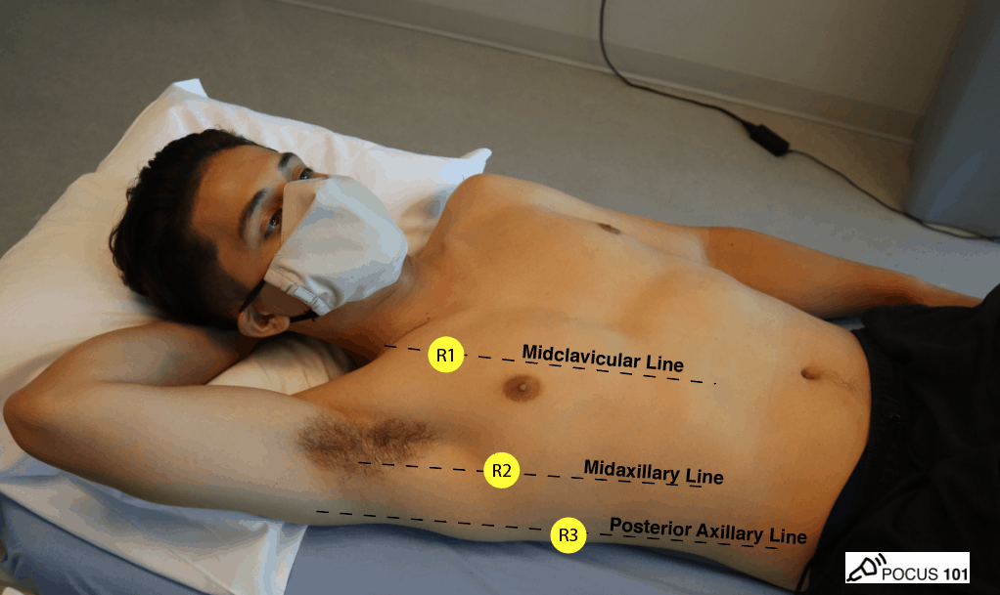 R1
Midclavicular Line
R2
Midaxillary Line
R3
Posterior Axillary Line
POCUS 101